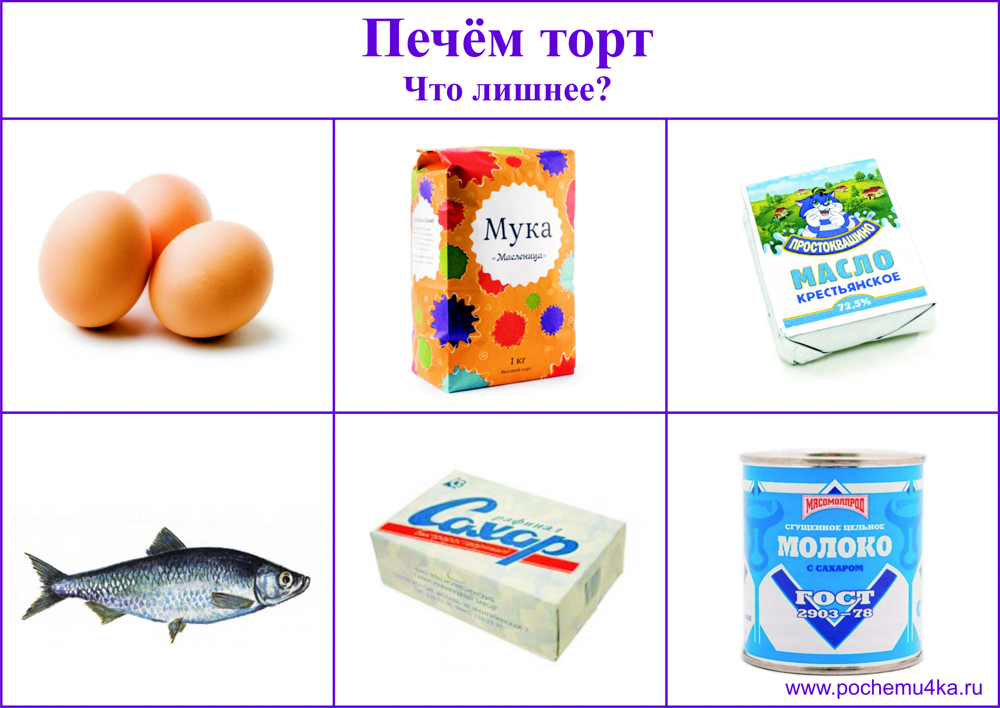 Печём торт
Что лишнее?
Мука
«Масленица»
1 кг
Высший сорт
ПРОСТОКВАШИНО
МАСЛО
КРЕСТЬЯНСКОЕ
72,5%
рафинад
Сахар
МЯСОМОЛПРОД
СГУЩЕННОЕ ЦЕЛЬНОЕ
МОЛОКО
С САХАРОМ
ГОСТ
2903-78
www.pochemu4ka.ru